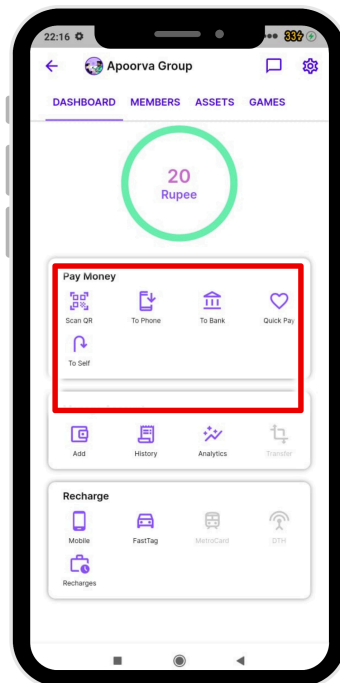 22:16
Apoorva Group
DASHBOARD MEMBERS ASSETS GAMES
20
Rupee
Pay Money
Scan QR To Phone To Bank Quick Pay
To Self
Add History Analytics Transfer
Recharge
Mobile FastTag MetroCard DTH
Recharges